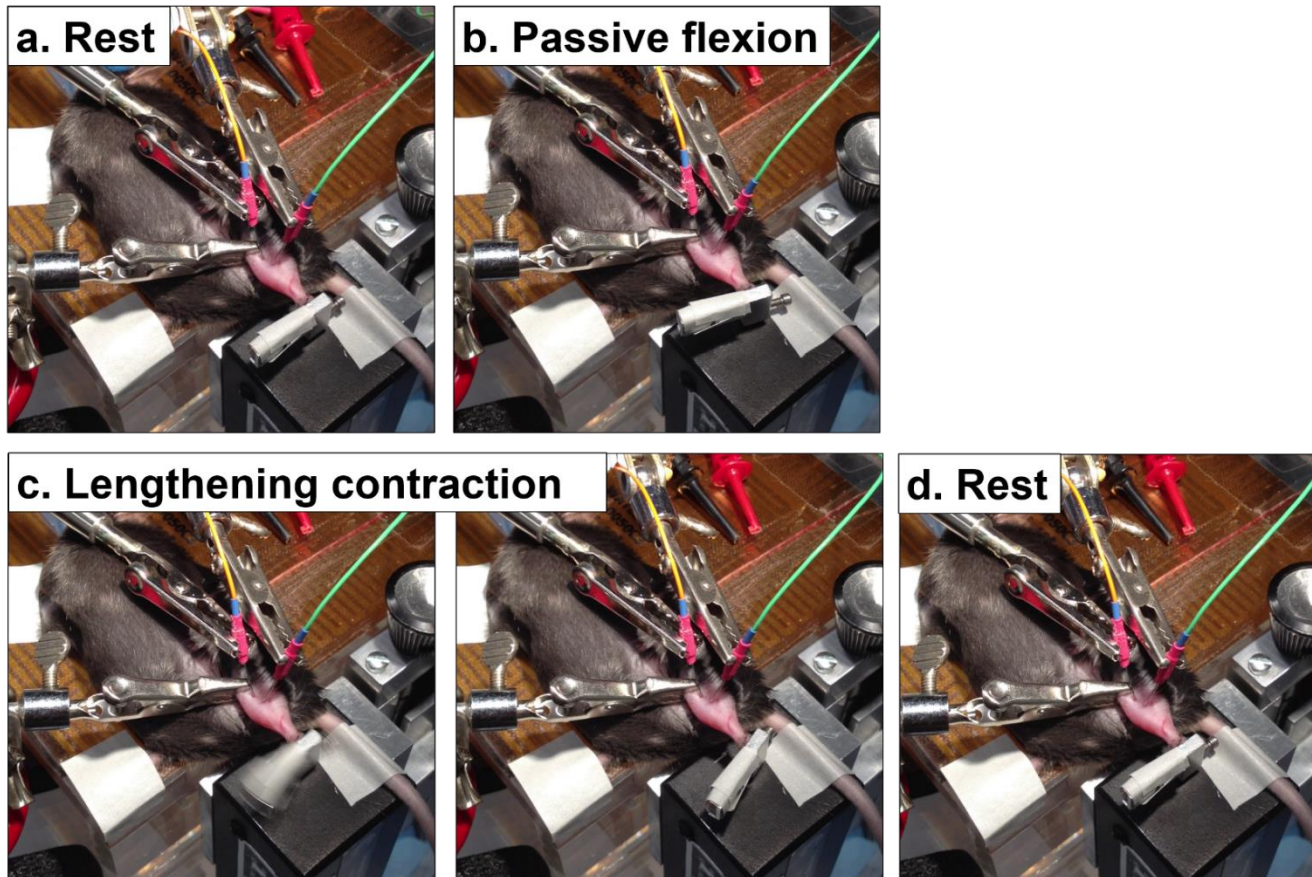 a. Rest
b. Passive flexion
c. Lengthening contraction
d. Rest